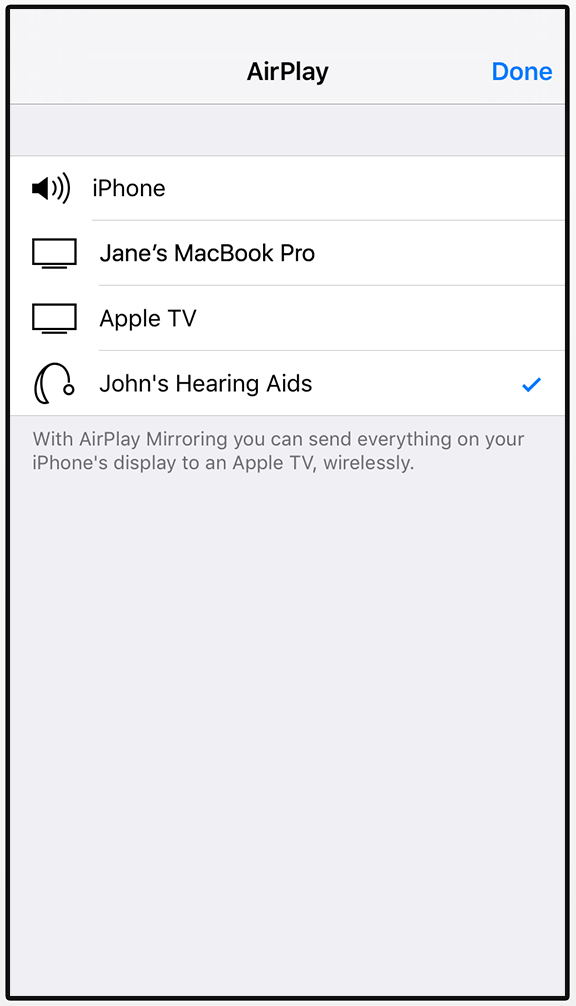 AirPlay Done
iPhone
Jane’s MacBook Pro
Apple TV
John's Hearing Aids
With AirPlay Mirroring you can send everything on your
iPhone's display to an Apple TV, wirelessly.